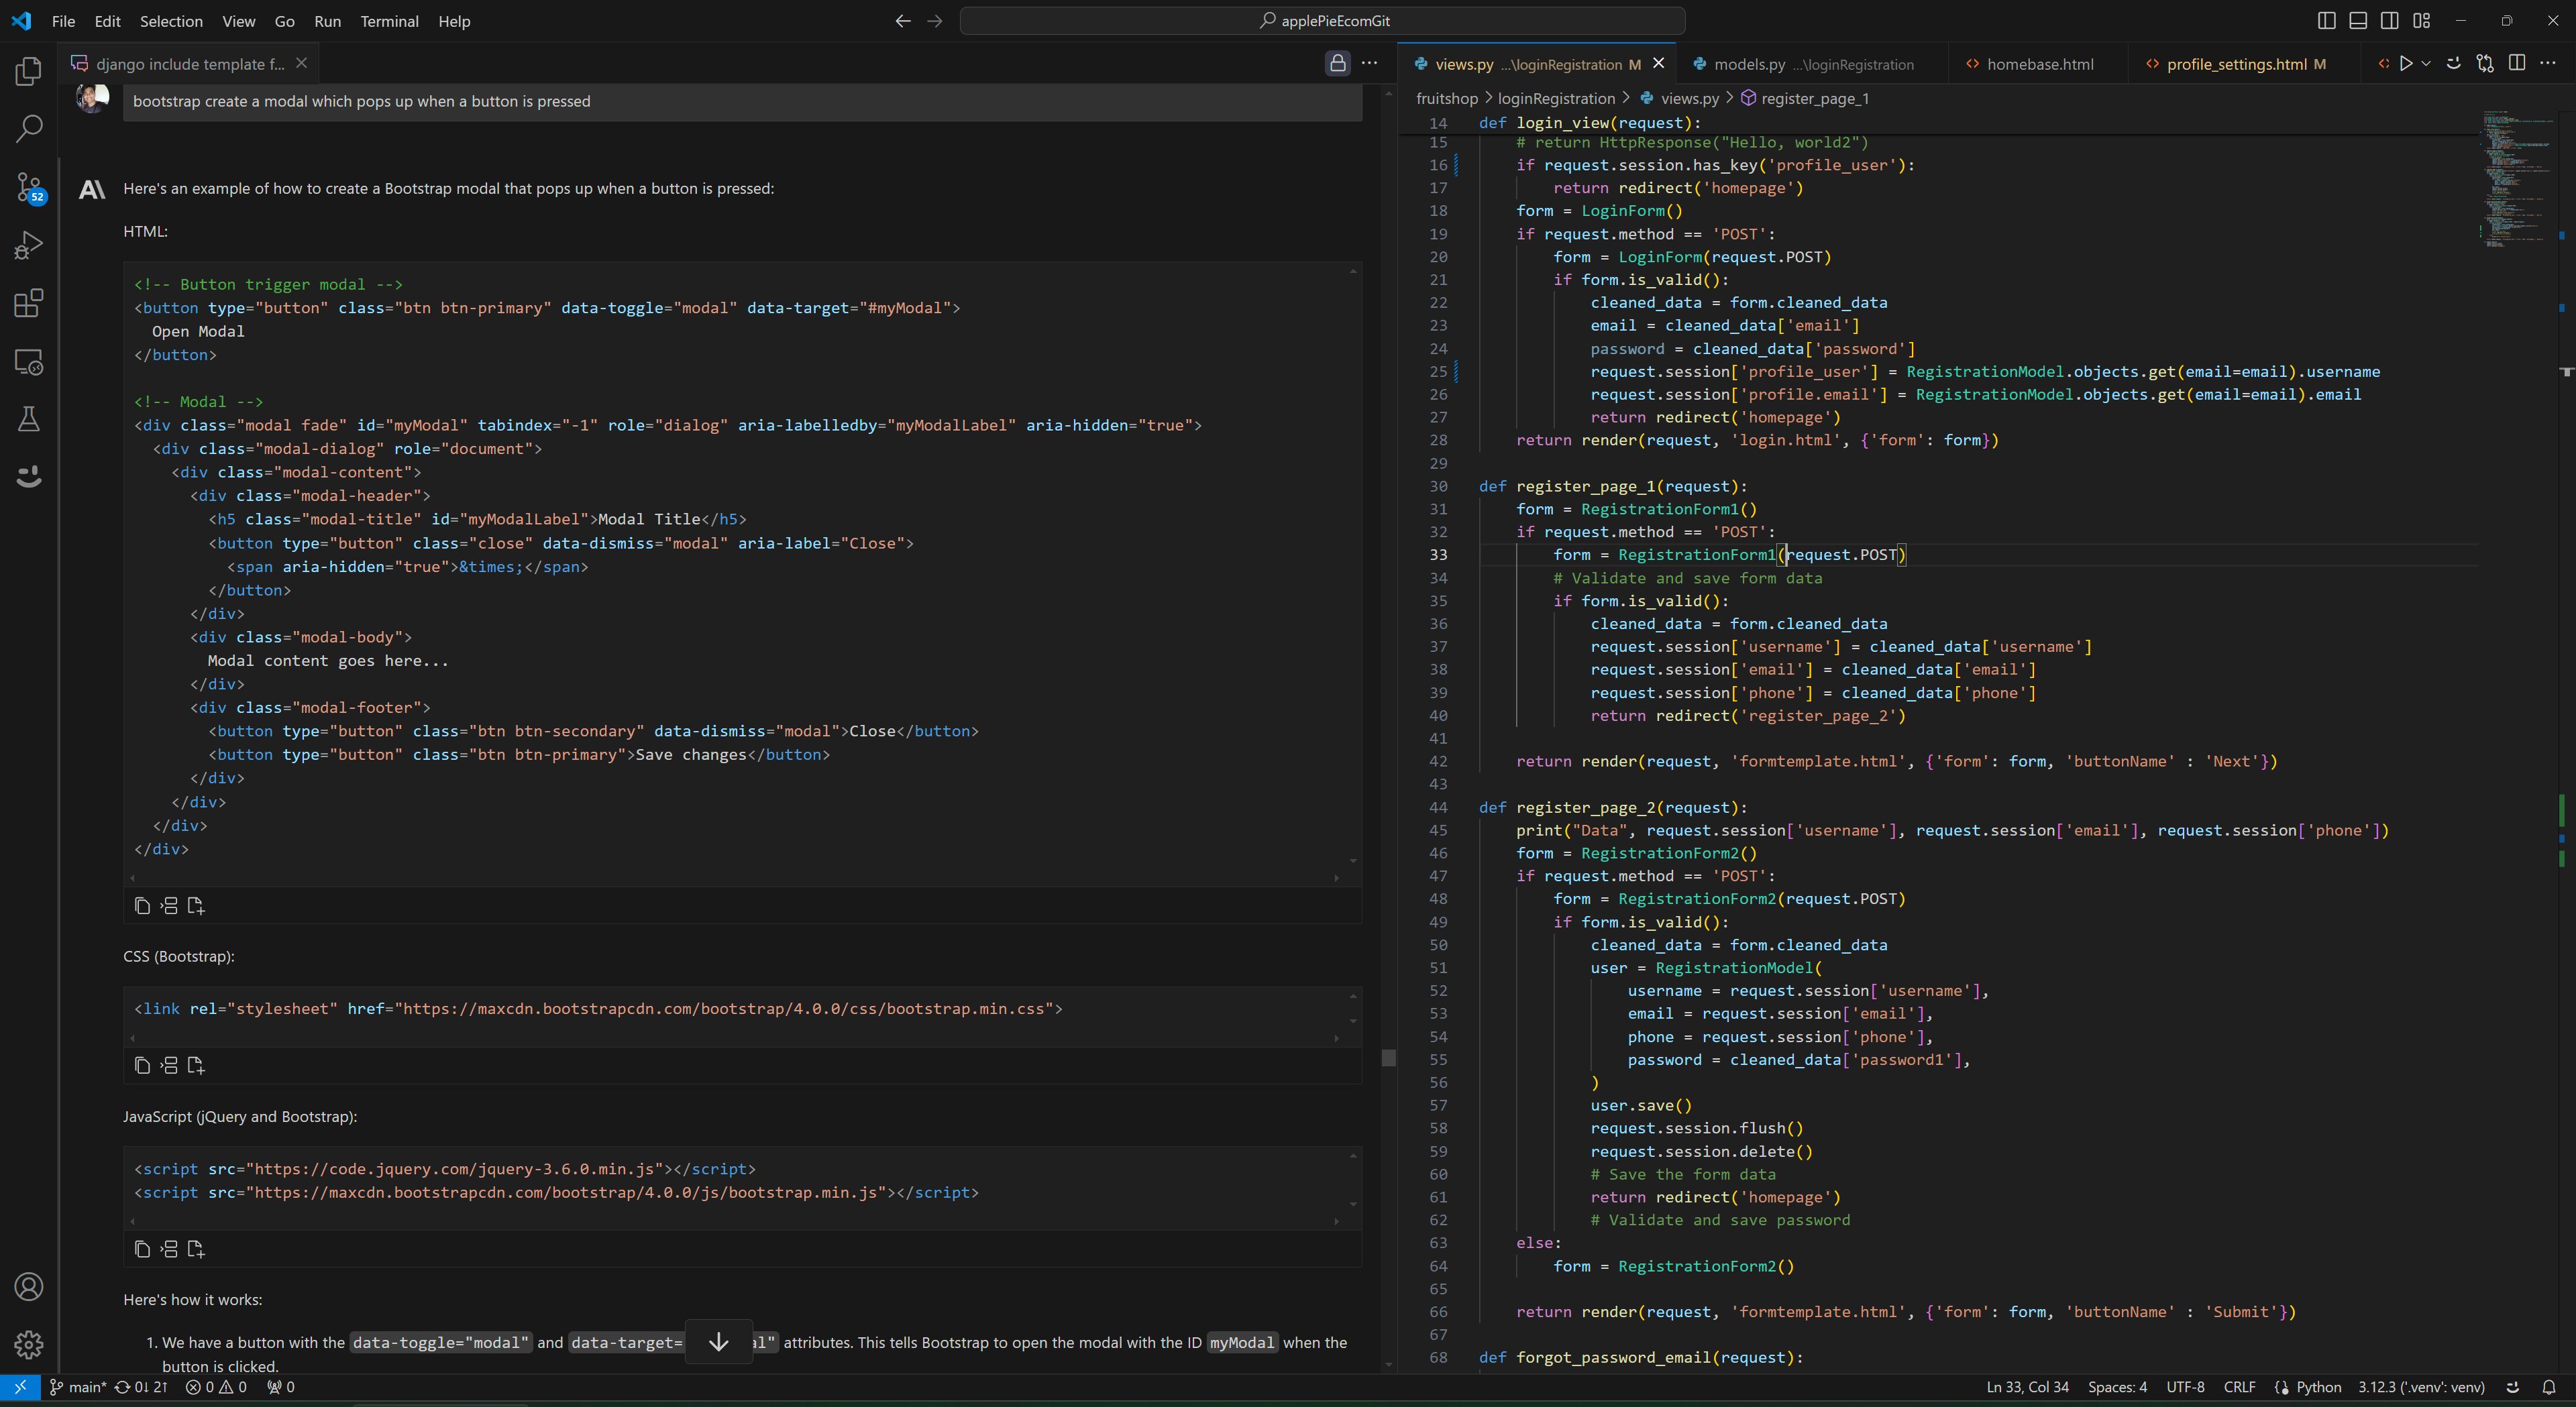 File Edit Selection View Go Run Terminal Help
applePieEcomGit
django include template f...
bootstrap create a modal which pops up when a button is pressed
Here's an example of how to create a Bootstrap modal that pops up when a button is pressed:
HTML:
<!-- Button trigger modal -->
<button type="button" class="btn btn-primary" data-toggle="modal" data-target="#myModal">
  Open Modal
</button>
<!-- Modal -->
<div class="modal fade" id="myModal" tabindex="-1" role="dialog" aria-labelledby="myModalLabel" aria-hidden="true">
  <div class="modal-dialog" role="document">
    <div class="modal-content">
      <div class="modal-header">
        <h5 class="modal-title" id="myModalLabel">Modal Title</h5>
        <button type="button" class="close" data-dismiss="modal" aria-label="Close">
          <span aria-hidden="true">&times;</span>
        </button>
      </div>
      <div class="modal-body">
        Modal content goes here...
      </div>
      <div class="modal-footer">
        <button type="button" class="btn btn-secondary" data-dismiss="modal">Close</button>
        <button type="button" class="btn btn-primary">Save changes</button>
      </div>
    </div>
  </div>
</div>
CSS (Bootstrap):
<link rel="stylesheet" href="https://maxcdn.bootstrapcdn.com/bootstrap/4.0.0/css/bootstrap.min.css">
JavaScript (jQuery and Bootstrap):
<script src="https://code.jquery.com/jquery-3.6.0.min.js"></script>
<script src="https://maxcdn.bootstrapcdn.com/bootstrap/4.0.0/js/bootstrap.min.js"></script>
Here's how it works:
1. We have a button with the data-toggle="modal" and data-target= al" attributes. This tells Bootstrap to open the modal with the ID myModal when the
button is clicked.
views.py ...\loginRegistration M models.py ...\loginRegistration homebase.html profile_settings.html M
fruitshop > loginRegistration > views.py > register_page_1
14 def login_view(request):
15     # return HttpResponse("Hello, world2")
16     if request.session.has_key('profile_user'):
17         return redirect('homepage')
18     form = LoginForm()
19     if request.method == 'POST':
20         form = LoginForm(request.POST)
21         if form.is_valid():
22             cleaned_data = form.cleaned_data
23             email = cleaned_data['email']
24             password = cleaned_data['password']
25             request.session['profile_user'] = RegistrationModel.objects.get(email=email).username
26             request.session['profile.email'] = RegistrationModel.objects.get(email=email).email
27             return redirect('homepage')
28     return render(request, 'login.html', {'form': form})
29
30 def register_page_1(request):
31     form = RegistrationForm1()
32     if request.method == 'POST':
33         form = RegistrationForm1(request.POST)
34         # Validate and save form data
35         if form.is_valid():
36             cleaned_data = form.cleaned_data
37             request.session['username'] = cleaned_data['username']
38             request.session['email'] = cleaned_data['email']
39             request.session['phone'] = cleaned_data['phone']
40             return redirect('register_page_2')
41
42     return render(request, 'formtemplate.html', {'form': form, 'buttonName' : 'Next'})
43
44 def register_page_2(request):
45     print("Data", request.session['username'], request.session['email'], request.session['phone'])
46     form = RegistrationForm2()
47     if request.method == 'POST':
48         form = RegistrationForm2(request.POST)
49         if form.is_valid():
50             cleaned_data = form.cleaned_data
51             user = RegistrationModel(
52                 username = request.session['username'],
53                 email = request.session['email'],
54                 phone = request.session['phone'],
55                 password = cleaned_data['password1'],
56             )
57             user.save()
58             request.session.flush()
59             request.session.delete()
60             # Save the form data
61             return redirect('homepage')
62             # Validate and save password
63     else:
64         form = RegistrationForm2()
65
66     return render(request, 'formtemplate.html', {'form': form, 'buttonName' : 'Submit'})
67
68 def forgot_password_email(request):
52
main* 0↓ 2↑ 0 0 0
Ln 33, Col 34 Spaces: 4 UTF-8 CRLF Python 3.12.3 ('.venv': venv)